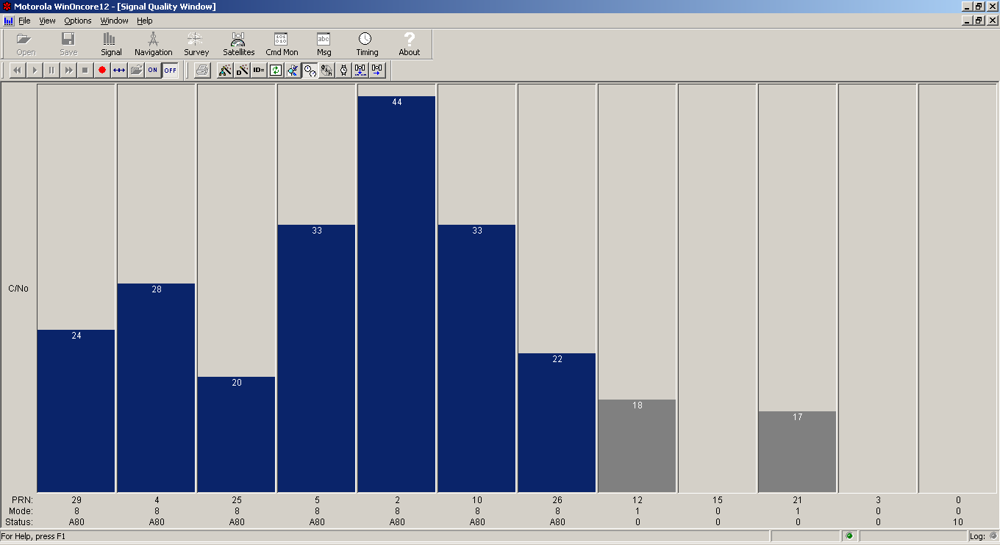 Motorola WinOncore12 - [Signal Quality Window]
File View Options Window Help
Open Save Signal Navigation Survey Satellites Cmd Mon Msg Timing About
ON OFF D ID=
44
33 33
C/No
28
24
22
20
18
17
PRN: 29 4 25 5 2 10 26 12 15 21 3 0
Mode: 8 8 8 8 8 8 8 1 0 1 0 0
Status: A80 A80 A80 A80 A80 A80 A80 0 0 0 0 10
For Help, press F1 Log: